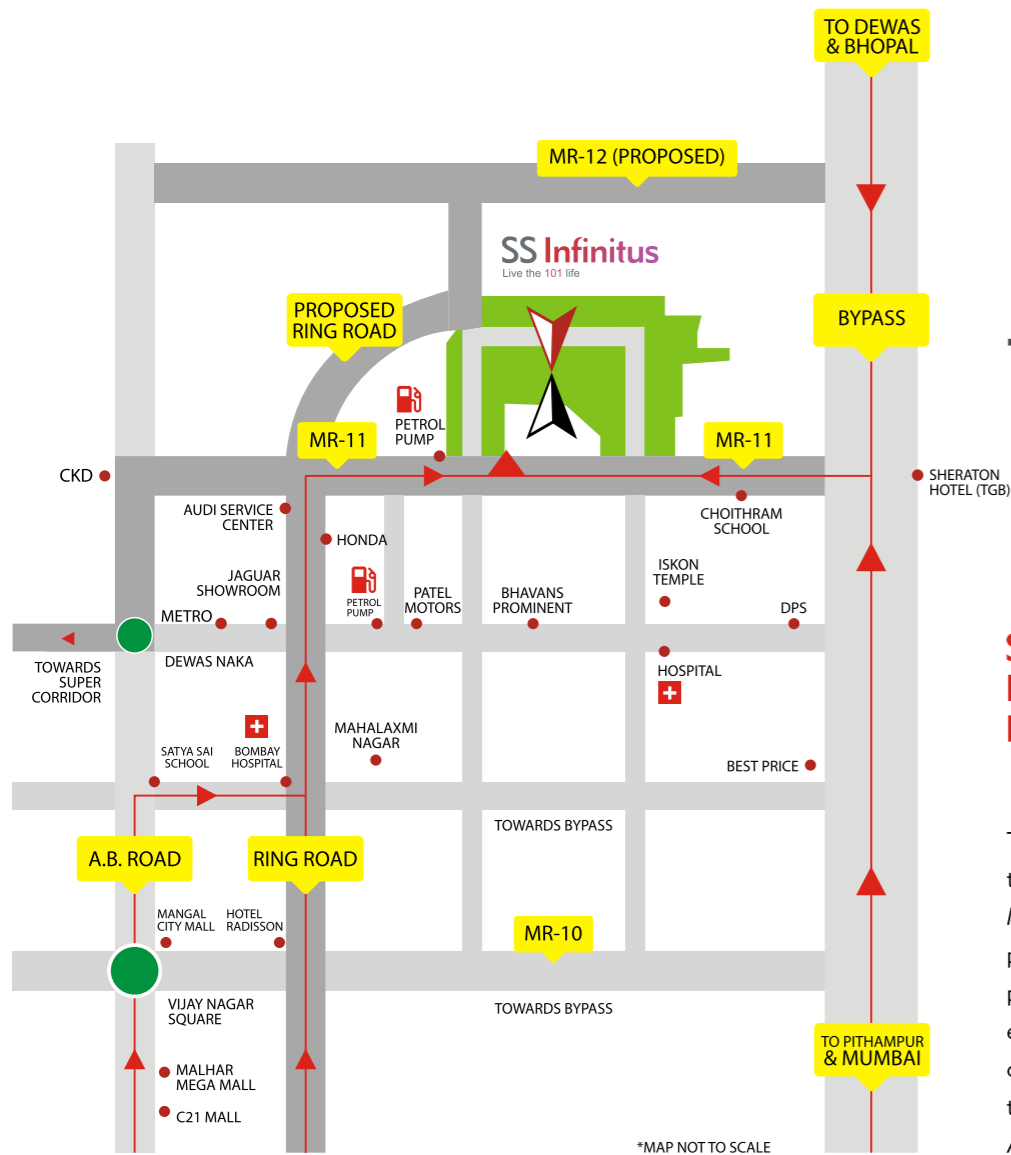 TO DEWAS
& BHOPAL
MR-12 (PROPOSED)
SS Infinitus
Live the 101 life
PROPOSED
RING ROAD
BYPASS
PETROL
PUMP
MR-11
MR-11
CKD
SHERATON
HOTEL (TGB)
AUDI SERVICE
CENTER
CHOITHRAM
SCHOOL
HONDA
JAGUAR
SHOWROOM
ISKON
TEMPLE
METRO
PETROL
PUMP
PATEL
MOTORS
BHAVANS
PROMINENT
DPS
TOWARDS
SUPER
CORRIDOR
DEWAS NAKA
HOSPITAL
MAHALAXMI
NAGAR
SATYA SAI
SCHOOL
BOMBAY
HOSPITAL
BEST PRICE
TOWARDS BYPASS
A.B. ROAD
RING ROAD
MANGAL
CITY MALL
HOTEL
RADISSON
MR-10
VIJAY NAGAR
SQUARE
TOWARDS BYPASS
TO PITHAMPUR
& MUMBAI
MALHAR
MEGA MALL
C21 MALL
*MAP NOT TO SCALE